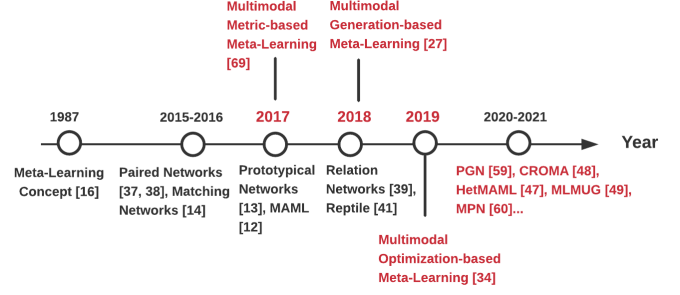 Multimodal
Metric-based
Meta-Learning
[69]
Multimodal
Generation-based
Meta-Learning [27]
1987
2015-2016
2017
2018
2019
2020-2021
Year
Meta-Learning
Concept [16]
Paired Networks
[37, 38], Matching
Networks [14]
Prototypical
Networks
[13], MAML
[12]
Relation
Networks [39],
Reptile [41]
PGN [59], CROMA [48],
HetMAML [47], MLMUG [49],
MPN [60]...
Multimodal
Optimization-based
Meta-Learning [34]